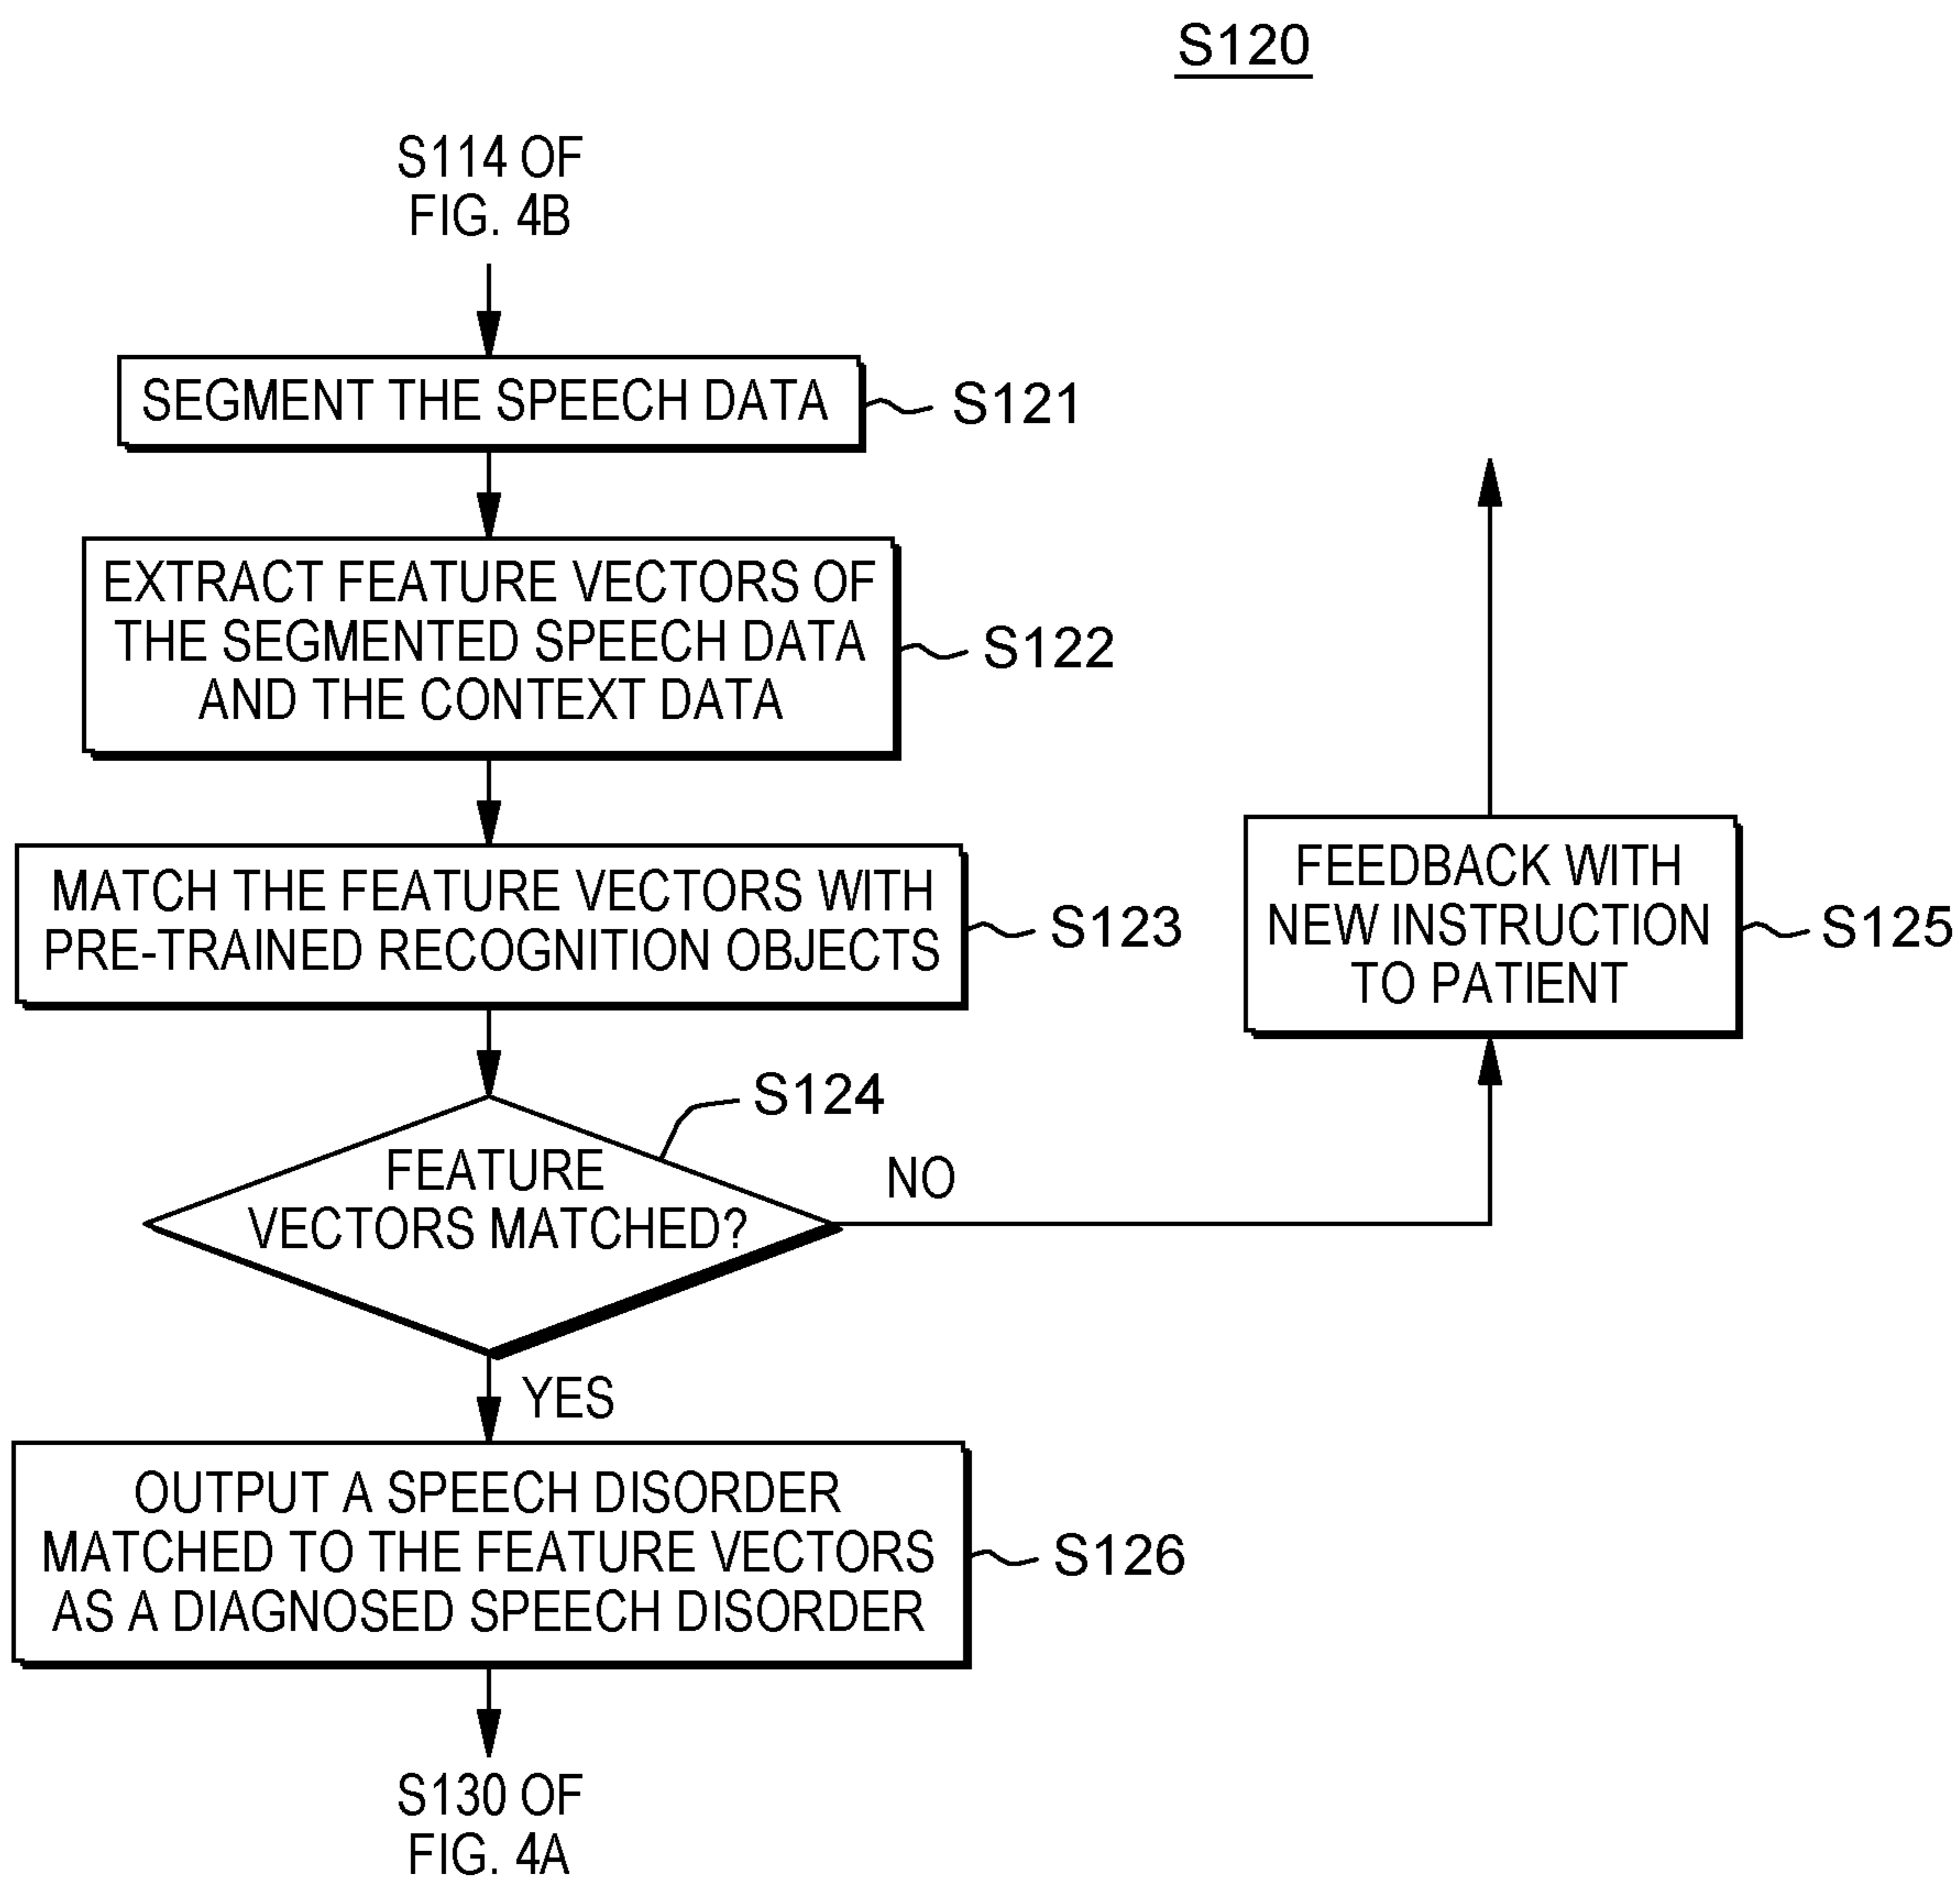 S120
S114 OF
FIG. 4B
SEGMENT THE SPEECH DATA
S121
EXTRACT FEATURE VECTORS OF
THE SEGMENTED SPEECH DATA
AND THE CONTEXT DATA
S122
MATCH THE FEATURE VECTORS WITH
PRE-TRAINED RECOGNITION OBJECTS
S123
FEEDBACK WITH
NEW INSTRUCTION
TO PATIENT
S125
S124
FEATURE
VECTORS MATCHED?
NO
YES
OUTPUT A SPEECH DISORDER
MATCHED TO THE FEATURE VECTORS
AS A DIAGNOSED SPEECH DISORDER
S126
S130 OF
FIG. 4A